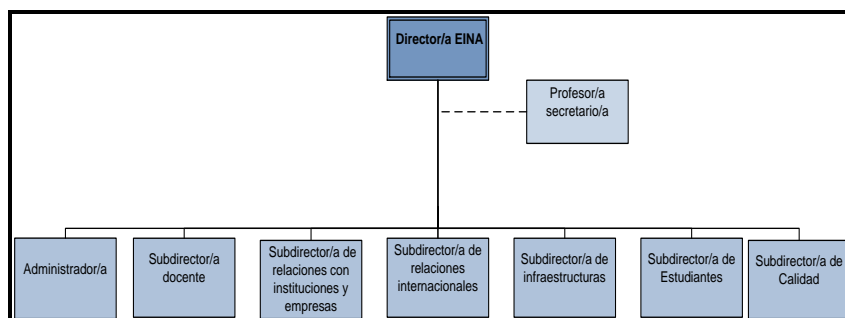 Director/a EINA
Profesor/a
secretario/a
Administrador/a
Subdirector/a
docente
Subdirector/a de
relaciones con
instituciones y
empresas
Subdirector/a de
relaciones
internacionales
Subdirector/a de
infraestructuras
Subdirector/a de
Estudiantes
Subdirector/a de
Calidad